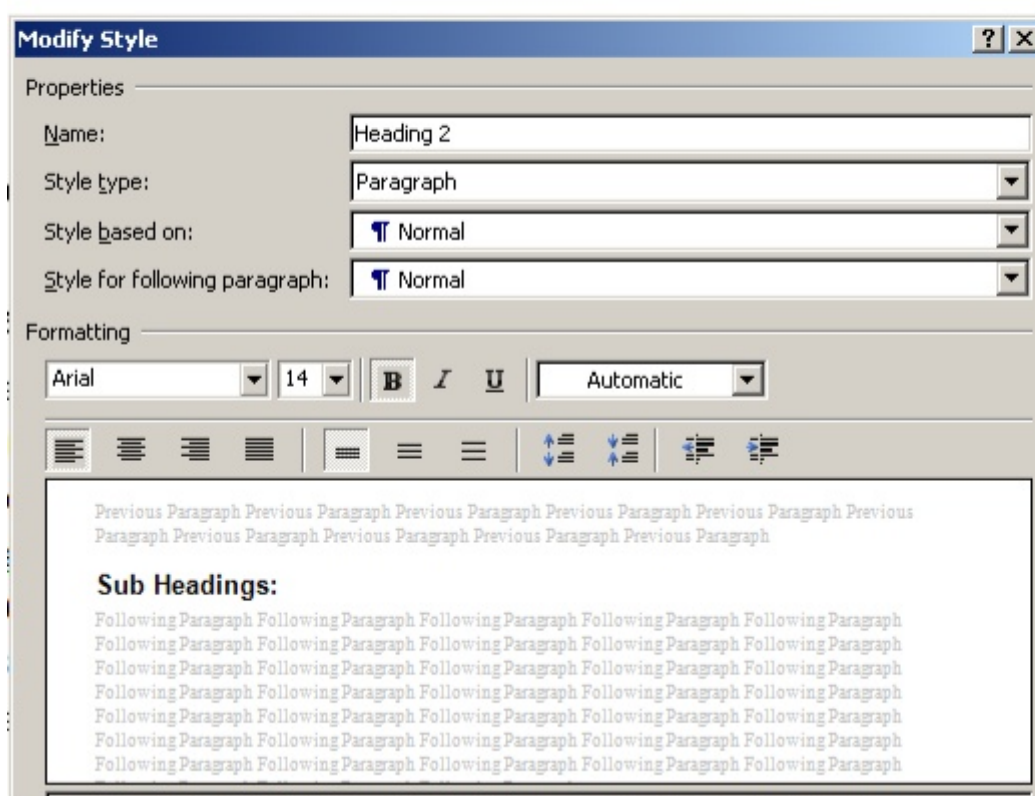 Modify Style
Properties
Name: Heading 2
Style type: Paragraph
Style based on: ¶ Normal
Style for following paragraph: ¶ Normal
Formatting
Arial 14 B I U Automatic
Previous Paragraph Previous Paragraph Previous Paragraph Previous Paragraph Previous Paragraph Previous
Paragraph Previous Paragraph Previous Paragraph Previous Paragraph Previous Paragraph
Sub Headings:
Following Paragraph Following Paragraph Following Paragraph Following Paragraph Following Paragraph
Following Paragraph Following Paragraph Following Paragraph Following Paragraph Following Paragraph
Following Paragraph Following Paragraph Following Paragraph Following Paragraph Following Paragraph
Following Paragraph Following Paragraph Following Paragraph Following Paragraph Following Paragraph
Following Paragraph Following Paragraph Following Paragraph Following Paragraph Following Paragraph
Following Paragraph Following Paragraph Following Paragraph Following Paragraph Following Paragraph
Following Paragraph Following Paragraph Following Paragraph Following Paragraph Following Paragraph